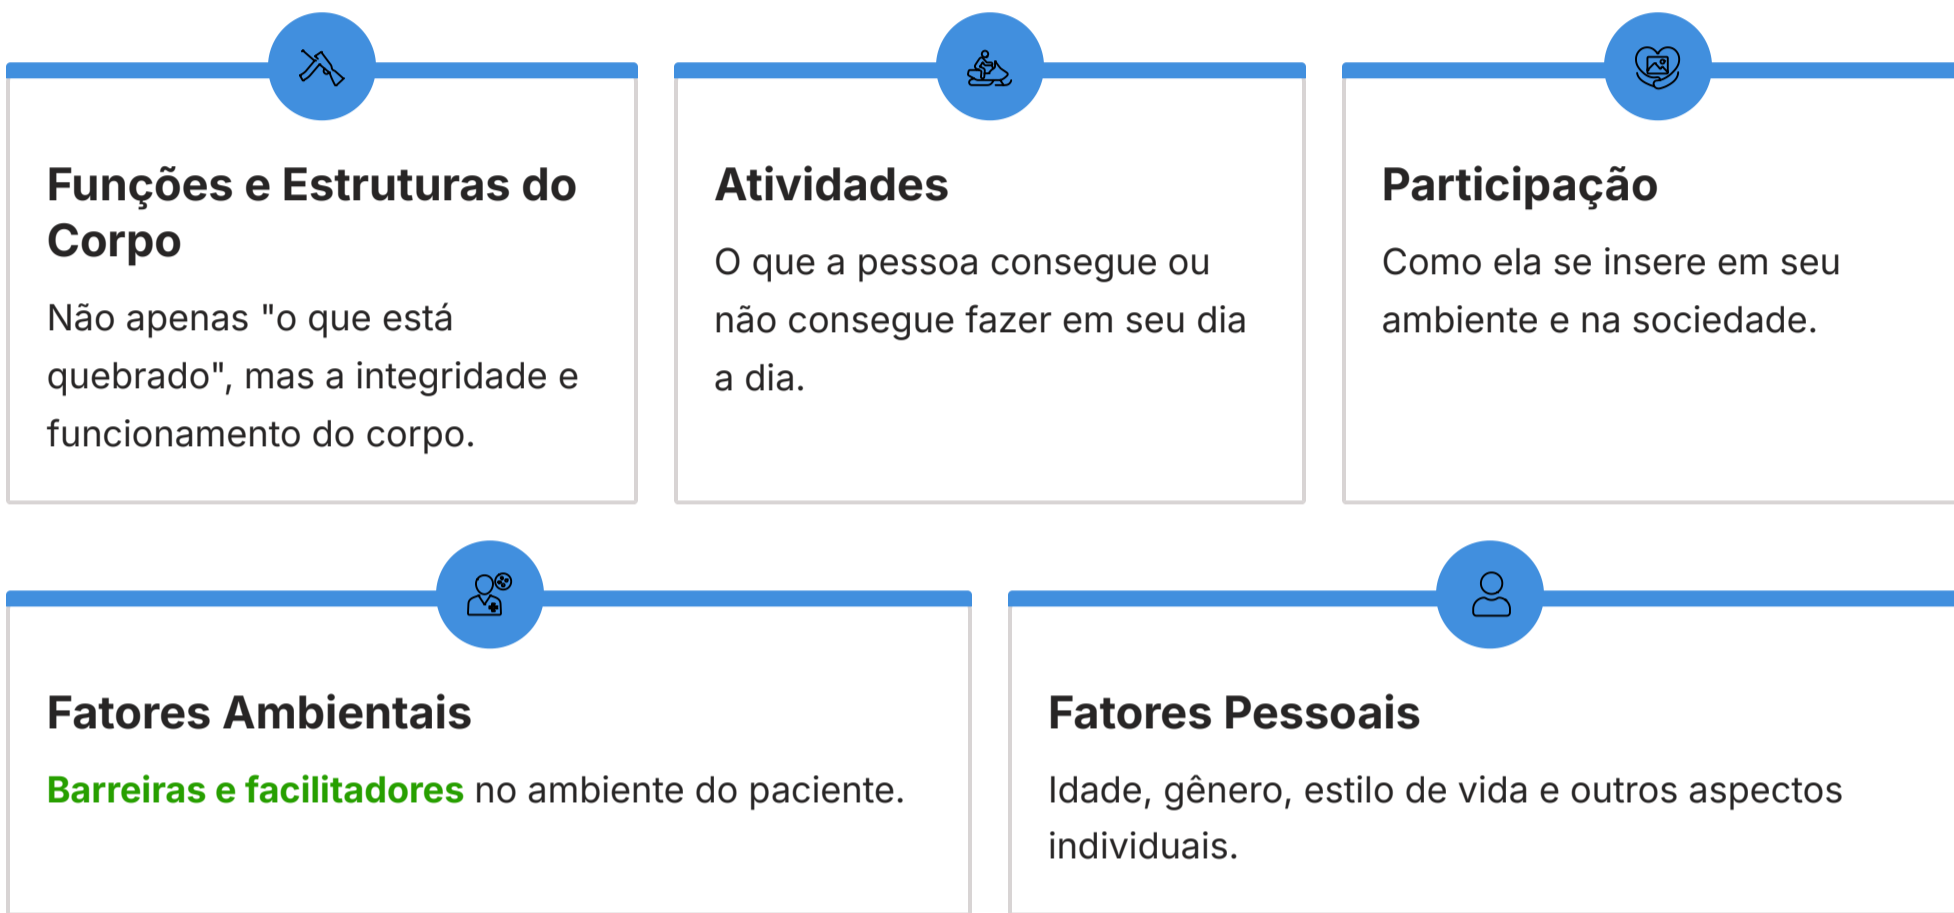 Funções e Estruturas do
Corpo
Não apenas "o que está
quebrado", mas a integridade e
funcionamento do corpo.
Atividades
O que a pessoa consegue ou
não consegue fazer em seu dia
a dia.
Participação
Como ela se insere em seu
ambiente e na sociedade.
Fatores Ambientais
Barreiras e facilitadores no ambiente do paciente.
Fatores Pessoais
Idade, gênero, estilo de vida e outros aspectos
individuais.